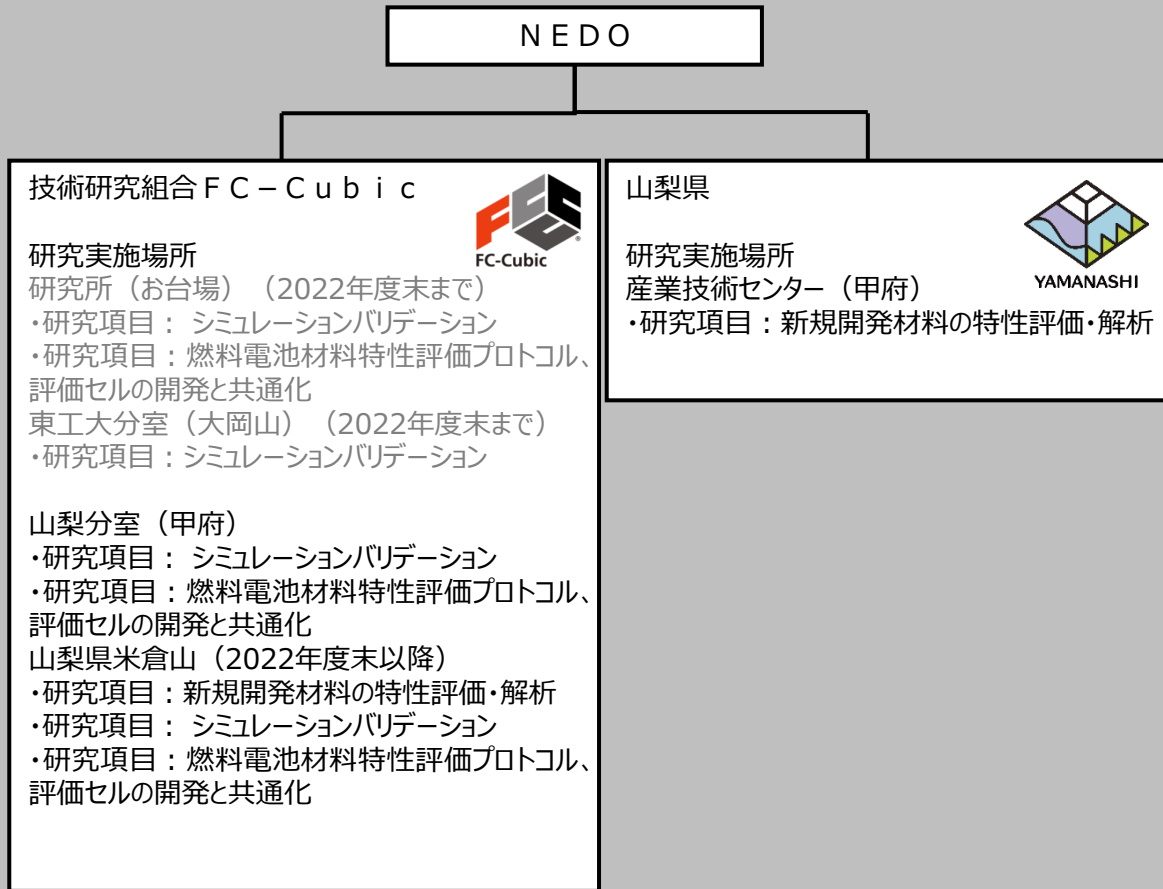 ＮＥＤＯ
技術研究組合ＦＣ－Ｃｕｂｉｃ
FCCC
FC-Cubic
研究実施場所
研究所（お台場）（2022年度末まで）
・研究項目： シミュレーションバリデーション
・研究項目：燃料電池材料特性評価プロトコル、
評価セルの開発と共通化
東工大分室（大岡山）（2022年度末まで）
・研究項目：シミュレーションバリデーション
山梨分室（甲府）
・研究項目： シミュレーションバリデーション
・研究項目：燃料電池材料特性評価プロトコル、
評価セルの開発と共通化
山梨県米倉山（2022年度末以降）
・研究項目：新規開発材料の特性評価・解析
・研究項目： シミュレーションバリデーション
・研究項目：燃料電池材料特性評価プロトコル、
評価セルの開発と共通化
山梨県
YAMANASHI
研究実施場所
産業技術センター（甲府）
・研究項目：新規開発材料の特性評価・解析